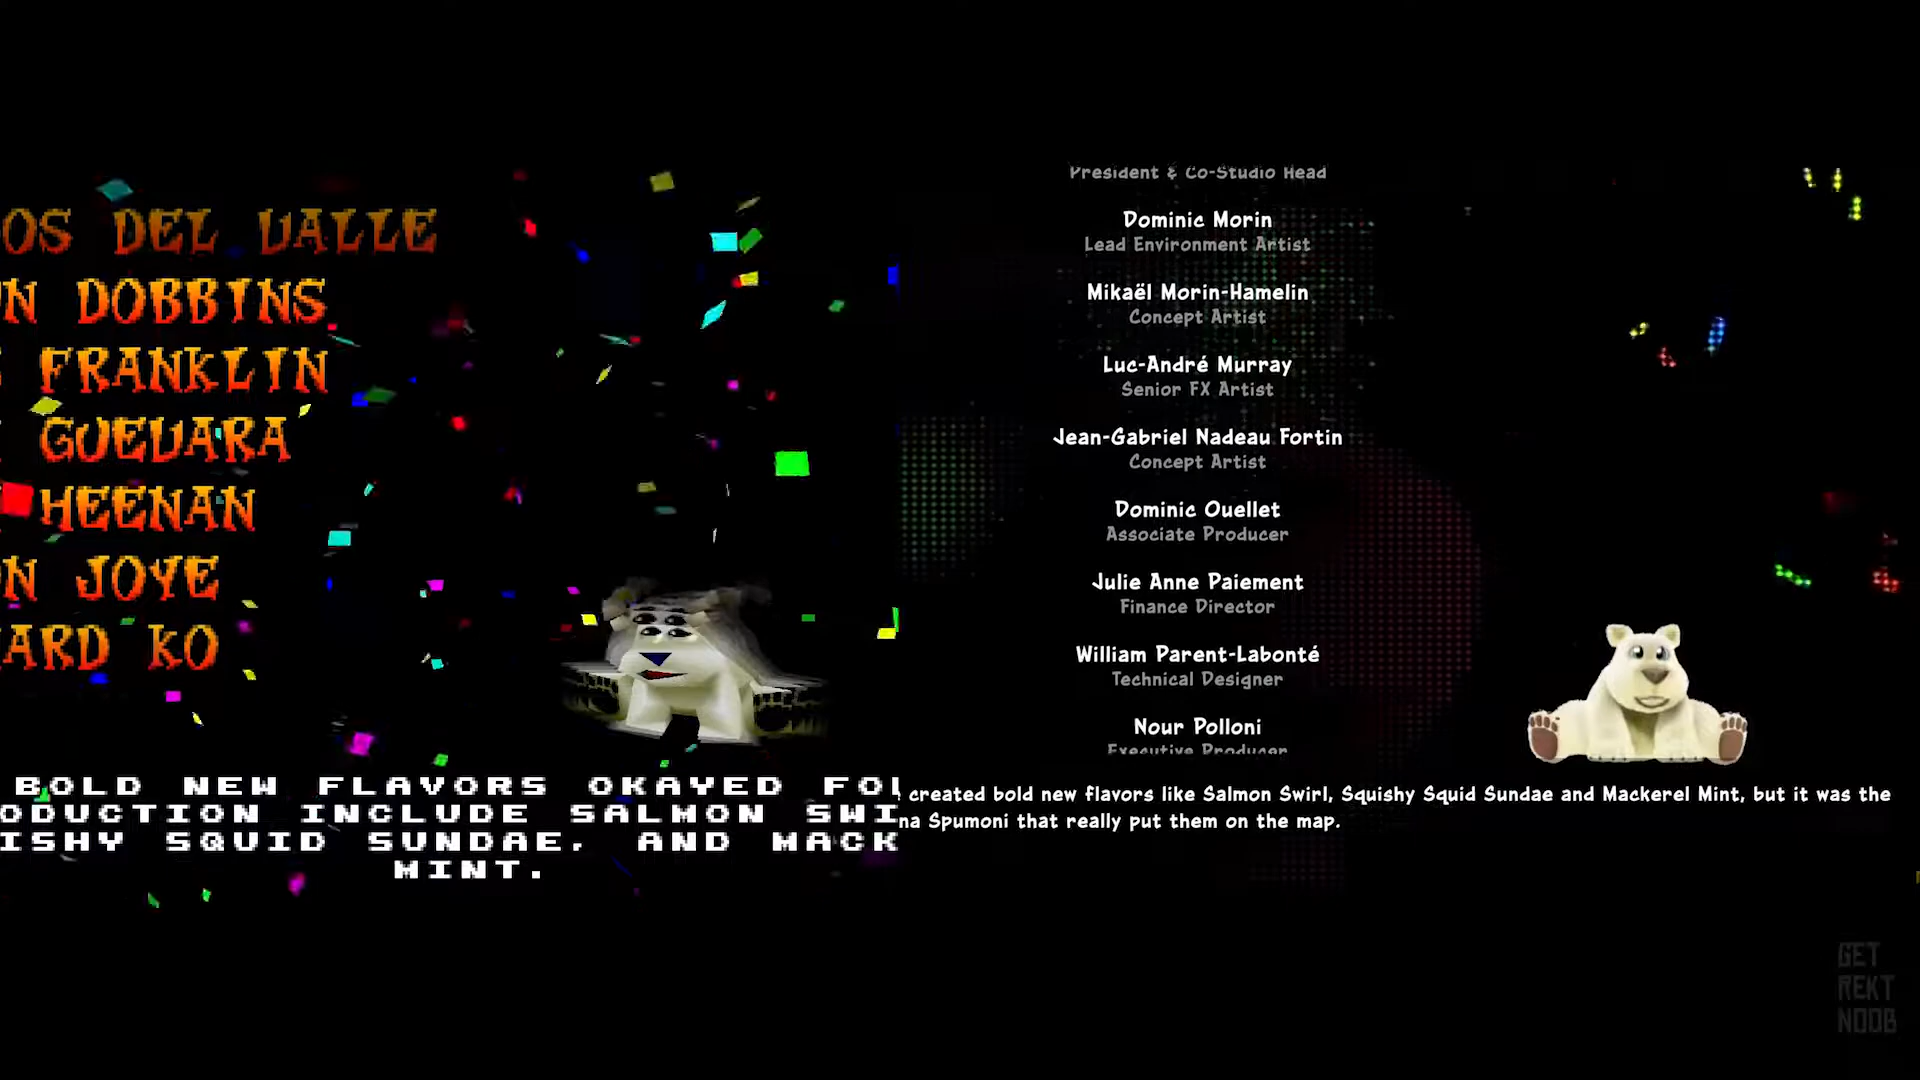 OS DEL VALLE
N DOBBINS
FRANKLIN
GUEVARA
HEENAN
N JOYE
ARD KO
BOLD NEW FLAVORS OKAYED FO
ODUCTION INCLUDE SALMON SWI
ISHY SQUID SUNDAE, AND MACK
MINT.
President & Co-Studio Head
Dominic Morin
Lead Environment Artist
Mikaël Morin-Hamelin
Concept Artist
Luc-André Murray
Senior FX Artist
Jean-Gabriel Nadeau Fortin
Concept Artist
Dominic Ouellet
Associate Producer
Julie Anne Paiement
Finance Director
William Parent-Labonté
Technical Designer
Nour Polloni
Executive Producer
created bold new flavors like Salmon Swirl, Squishy Squid Sundae and Mackerel Mint, but it was the
na Spumoni that really put them on the map.
GET
REKT
NOOB